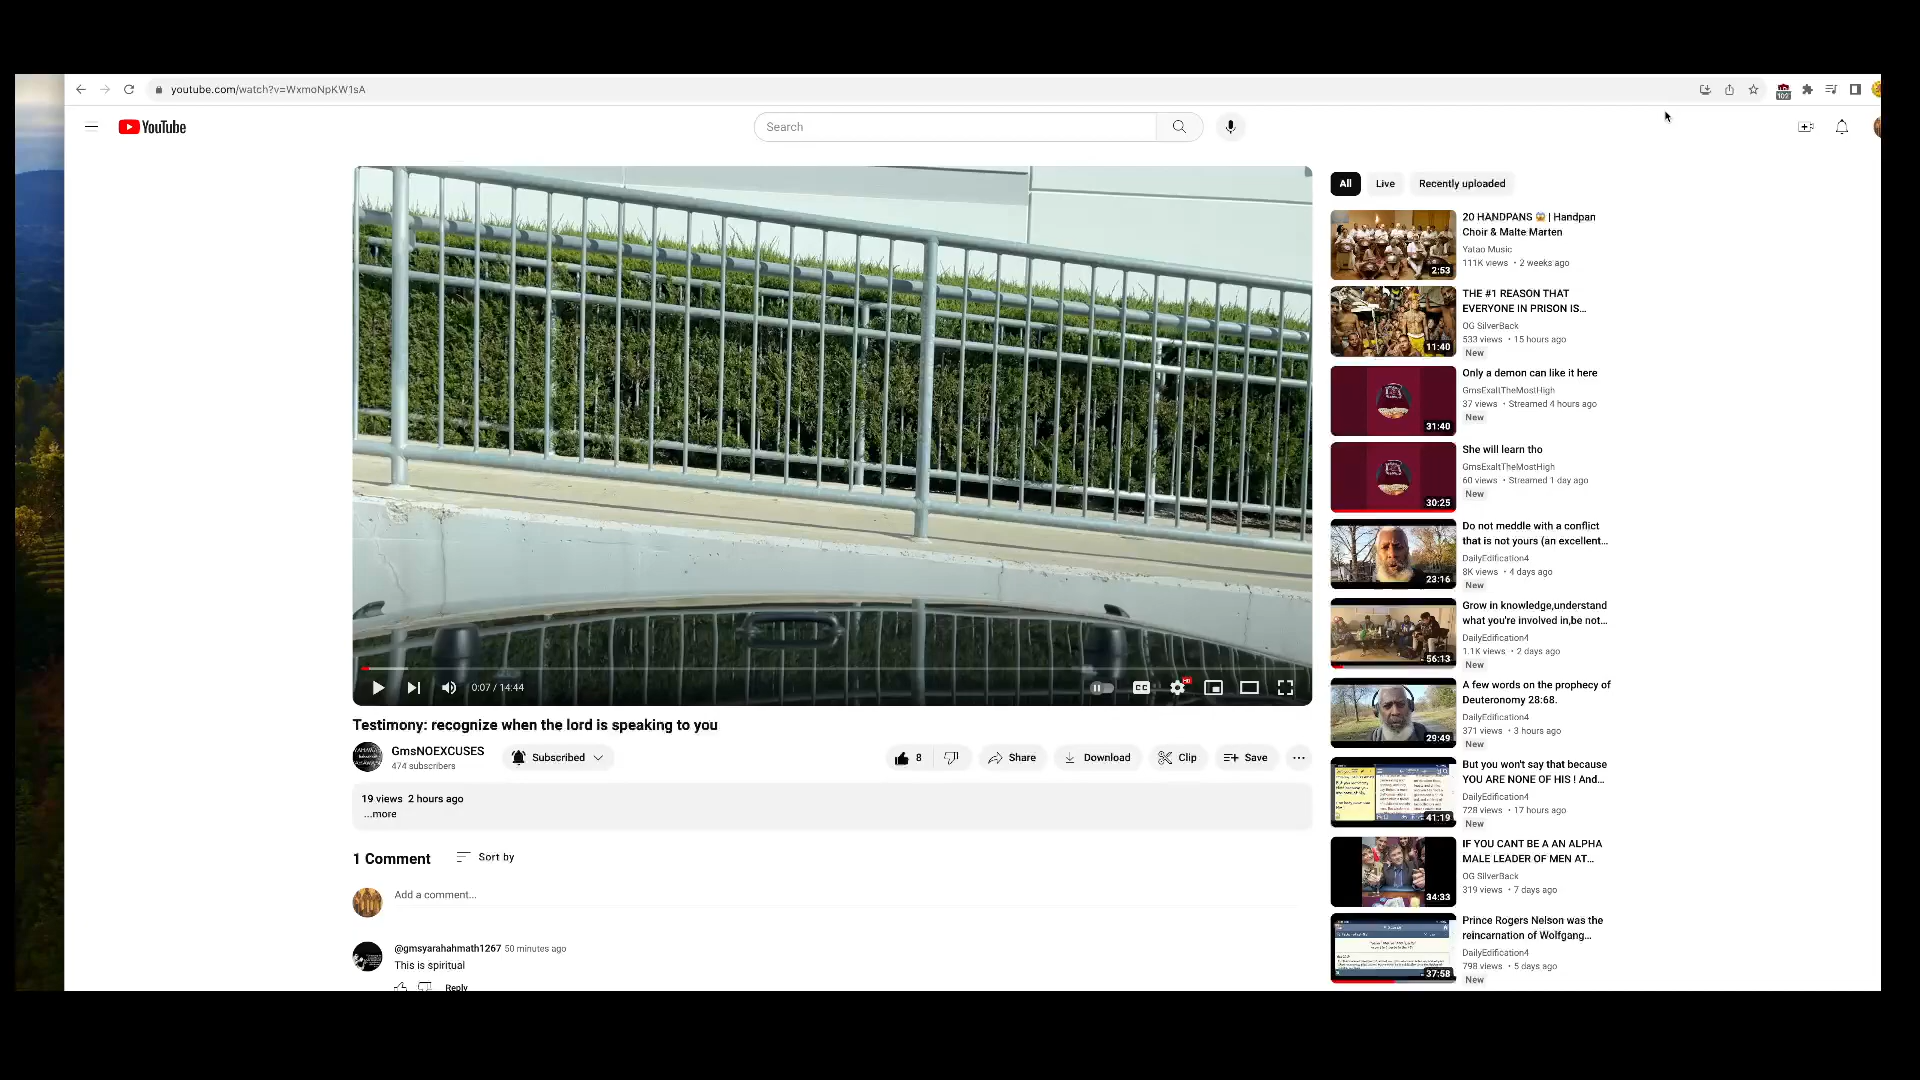 youtube.com/watch?v=WxmoNpKW1sA
102
YouTube
Search
0:07 / 14:44
CC
HD
Testimony: recognize when the lord is speaking to you
GmsNOEXCUSES
474 subscribers
Subscribed
8
Share
Download
Clip
Save
19 views 2 hours ago
...more
1 Comment
Sort by
Add a comment...
@gmsyarahahmath1267 50 minutes ago
This is spiritual
Reply
All
Live
Recently uploaded
20 HANDPANS 😱 | Handpan
Choir & Malte Marten
Yatao Music
111K views • 2 weeks ago
2:53
THE #1 REASON THAT
EVERYONE IN PRISON IS...
OG SilverBack
533 views • 15 hours ago
New
11:40
Only a demon can like it here
GmsExaltTheMostHigh
37 views • Streamed 4 hours ago
New
31:40
She will learn tho
GmsExaltTheMostHigh
60 views • Streamed 1 day ago
New
30:25
Do not meddle with a conflict
that is not yours (an excellent...
DailyEdification4
8K views • 4 days ago
New
23:16
Grow in knowledge,understand
what you're involved in,be not...
DailyEdification4
1.1K views • 2 days ago
New
56:13
A few words on the prophecy of
Deuteronomy 28:68.
DailyEdification4
371 views • 3 hours ago
New
29:49
But you won't say that because
YOU ARE NONE OF HIS ! And...
DailyEdification4
728 views • 17 hours ago
New
41:19
IF YOU CANT BE A AN ALPHA
MALE LEADER OF MEN AT...
OG SilverBack
319 views • 7 days ago
34:33
Prince Rogers Nelson was the
reincarnation of Wolfgang...
DailyEdification4
798 views • 5 days ago
New
37:58